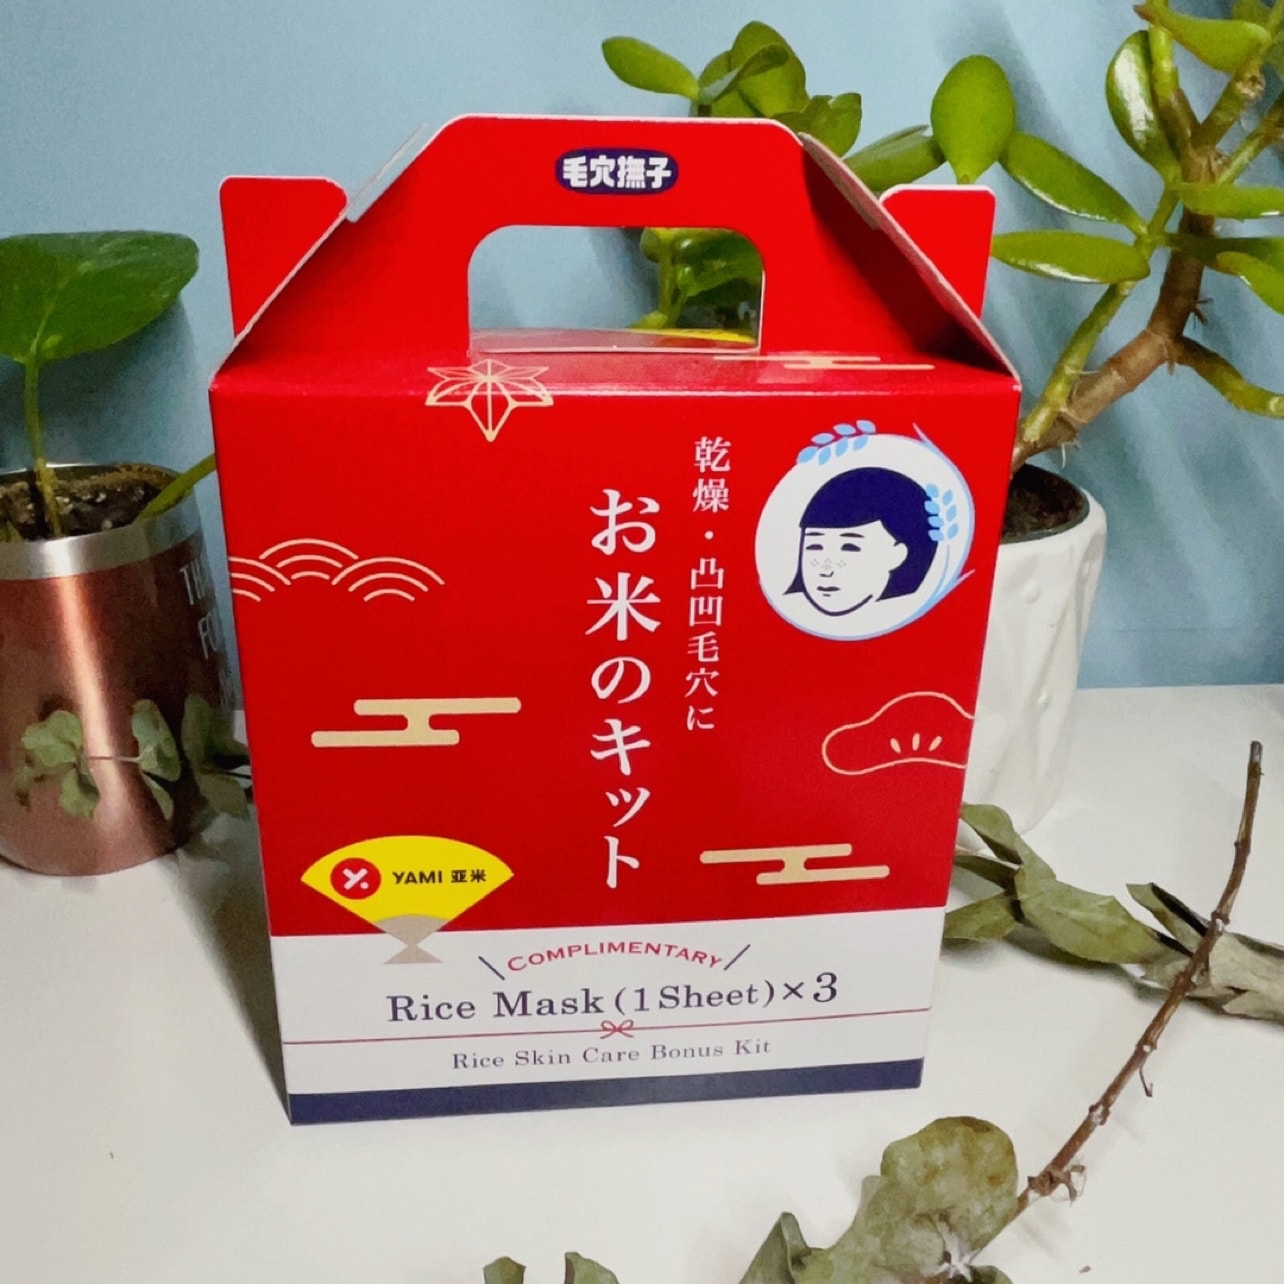 毛穴撫子
乾燥・凸凹毛穴に
お米のキット
YAMI 亚米
COMPLIMENTARY
Rice Mask (1 Sheet) × 3
Rice Skin Care Bonus Kit